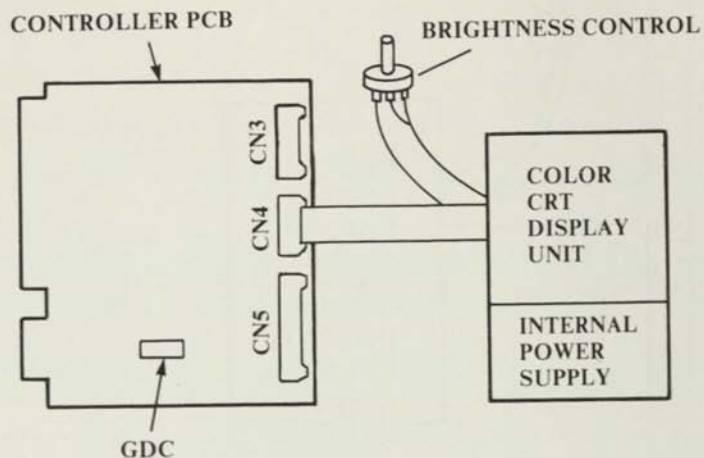 CONTROLLER PCB
BRIGHTNESS CONTROL
CN3
CN4
CN5
COLOR
CRT
DISPLAY
UNIT
INTERNAL
POWER
SUPPLY
GDC